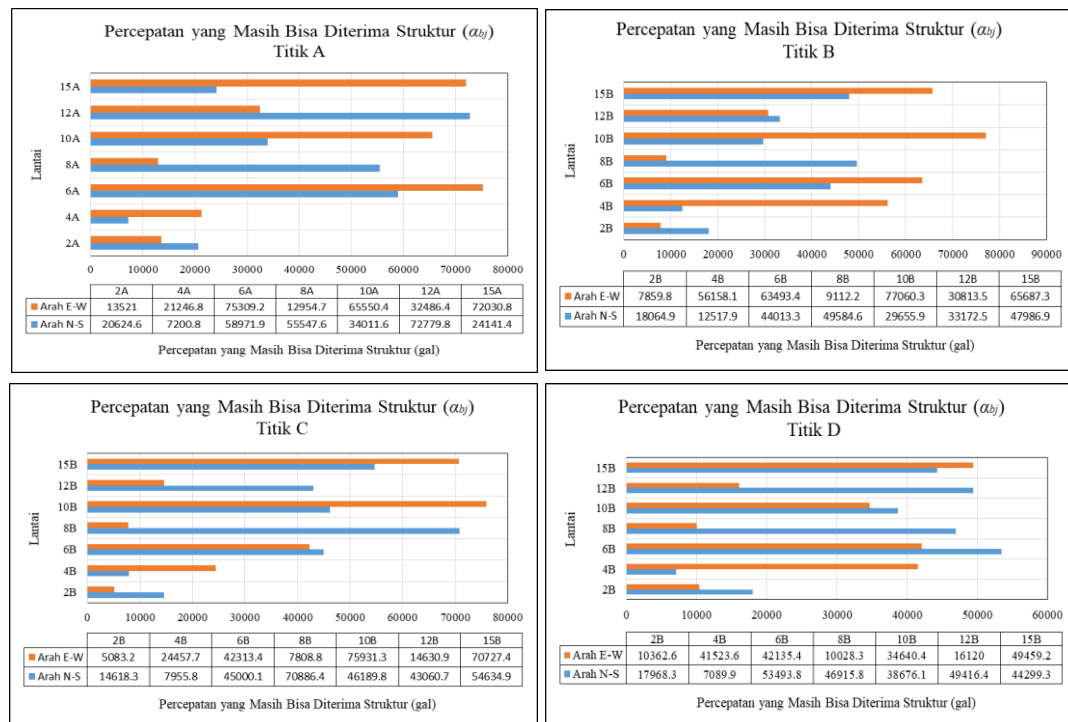 Percepatan yang Masih Bisa Diterima Struktur (αbj)
Titik A
Lantai
15A
12A
10A
8A
6A
4A
2A
0 10000 20000 30000 40000 50000 60000 70000 80000
2A 4A 6A 8A 10A 12A 15A
Arah E-W 13521 21246.8 75309.2 12954.7 65550.4 32486.4 72030.8
Arah N-S 20624.6 7200.8 58971.9 55547.6 34011.6 72779.8 24141.4
Percepatan yang Masih Bisa Diterima Struktur (gal)
Percepatan yang Masih Bisa Diterima Struktur (αbj)
Titik B
Lantai
15B
12B
10B
8B
6B
4B
2B
0 10000 20000 30000 40000 50000 60000 70000 80000 90000
2B 4B 6B 8B 10B 12B 15B
Arah E-W 7859.8 56158.1 63493.4 9112.2 77060.3 30813.5 65687.3
Arah N-S 18064.9 12517.9 44013.3 49584.6 29655.9 33172.5 47986.9
Percepatan yang Masih Bisa Diterima Struktur (gal)
Percepatan yang Masih Bisa Diterima Struktur (αbj)
Titik C
Lantai
15B
12B
10B
8B
6B
4B
2B
0 10000 20000 30000 40000 50000 60000 70000 80000
2B 4B 6B 8B 10B 12B 15B
Arah E-W 5083.2 24457.7 42313.4 7808.8 75931.3 14630.9 70727.4
Arah N-S 14618.3 7955.8 45000.1 70886.4 46189.8 43060.7 54634.9
Percepatan yang Masih Bisa Diterima Struktur (gal)
Percepatan yang Masih Bisa Diterima Struktur (αbj)
Titik D
Lantai
15B
12B
10B
8B
6B
4B
2B
0 10000 20000 30000 40000 50000 60000
2B 4B 6B 8B 10B 12B 15B
Arah E-W 10362.6 41523.6 42135.4 10028.3 34640.4 16120 49459.2
Arah N-S 17968.3 7089.9 53493.8 46915.8 38676.1 49416.4 44299.3
Percepatan yang Masih Bisa Diterima Struktur (gal)